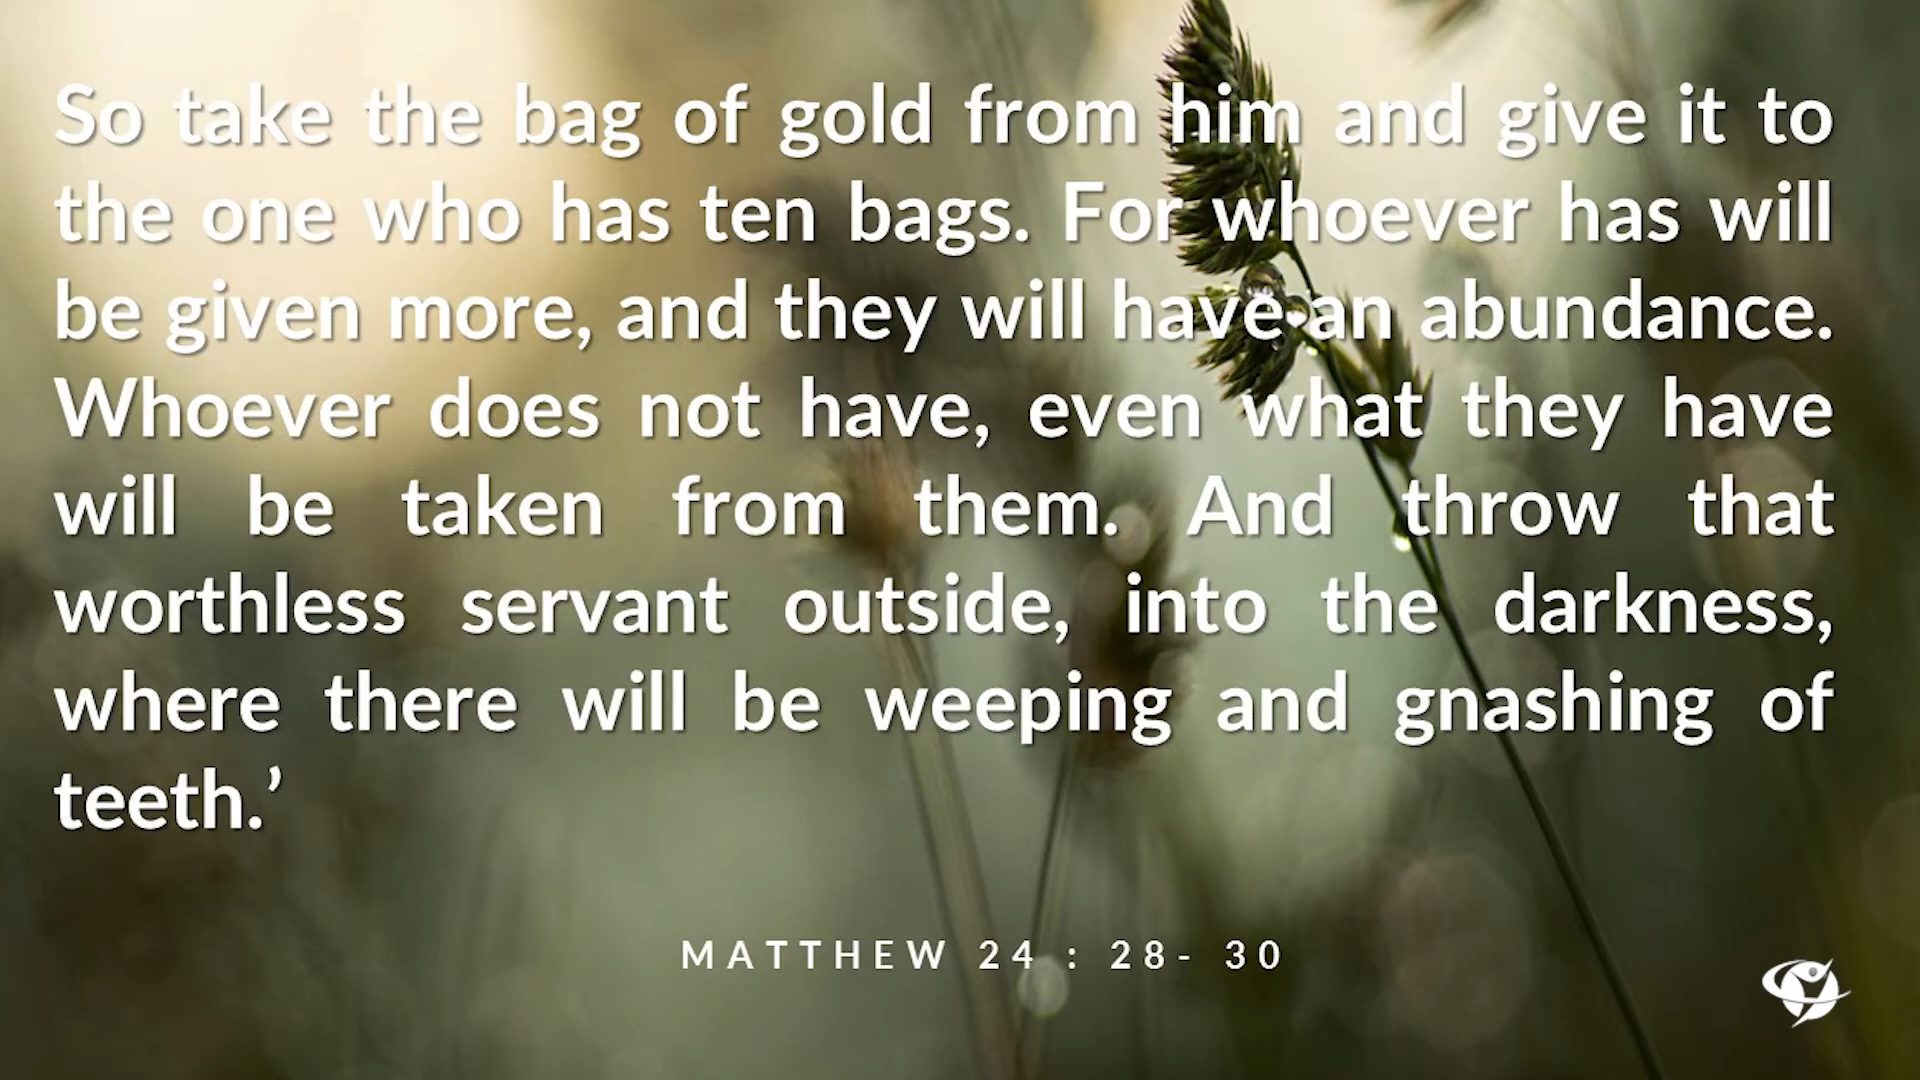 So take the bag of gold from him and give it to
the one who has ten bags. For whoever has will
be given more, and they will have an abundance.
Whoever does not have, even what they have
will be taken from them. And throw that
worthless servant outside, into the darkness,
where there will be weeping and gnashing of
teeth.’
MATTHEW 24 : 28- 30